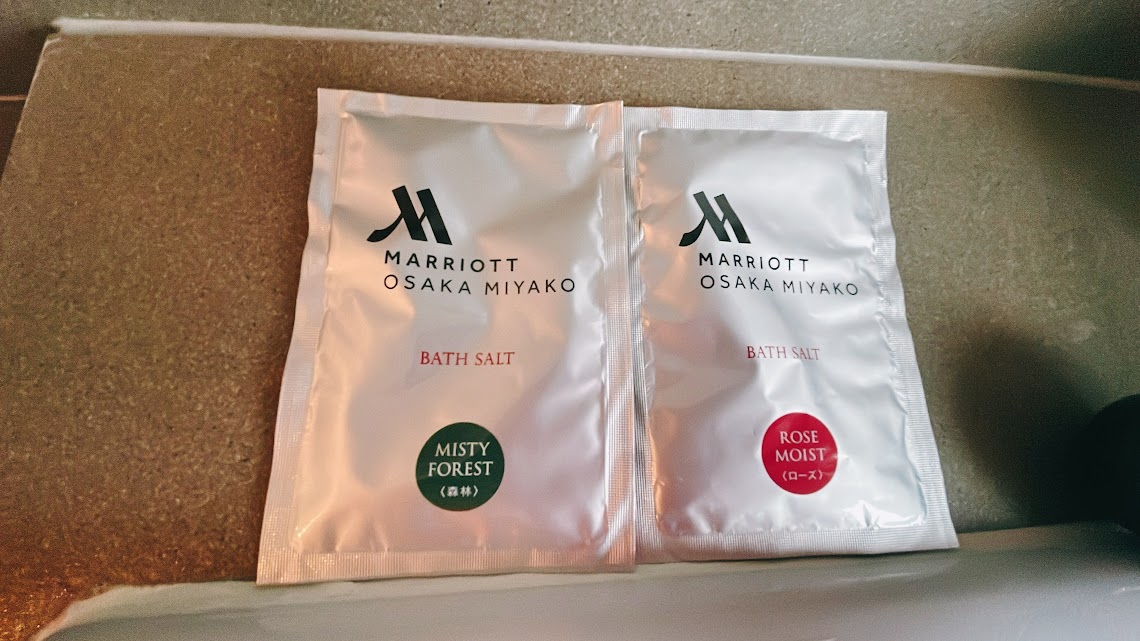 MARRIOTT
OSAKA MIYAKO
BATH SALT
MISTY
FOREST
〈森林〉
MARRIOTT
OSAKA MIYAKO
BATH SALT
ROSE
MOIST
〈ローズ〉